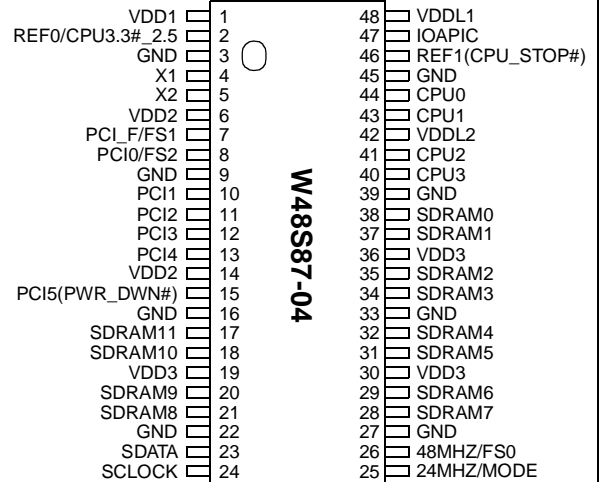 VDD1 1 48 VDDL1
REF0/CPU3.3#_2.5 2 47 IOAPIC
GND 3 46 REF1(CPU_STOP#)
X1 4 45 GND
X2 5 44 CPU0
VDD2 6 43 CPU1
PCI_F/FS1 7 42 VDDL2
PCI0/FS2 8 41 CPU2
GND 9 40 CPU3
PCI1 10 39 GND
PCI2 11 38 SDRAM0
PCI3 12 37 SDRAM1
PCI4 13 36 VDD3
VDD2 14 35 SDRAM2
PCI5(PWR_DWN#) 15 34 SDRAM3
GND 16 33 GND
SDRAM11 17 32 SDRAM4
SDRAM10 18 31 SDRAM5
VDD3 19 30 VDD3
SDRAM9 20 29 SDRAM6
SDRAM8 21 28 SDRAM7
GND 22 27 GND
SDATA 23 26 48MHZ/FS0
SCLOCK 24 25 24MHZ/MODE
W48S87-04